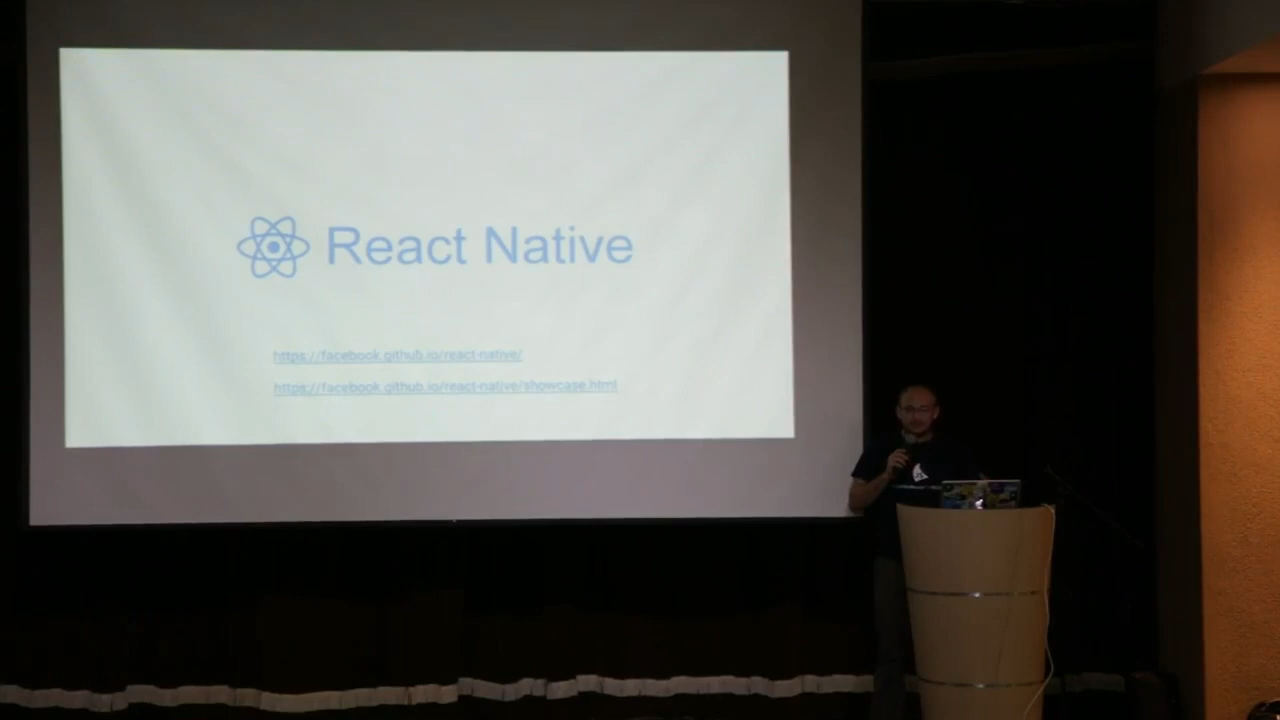 React Native
https://facebook.github.io/react-native/
https://facebook.github.io/react-native/showcase.html